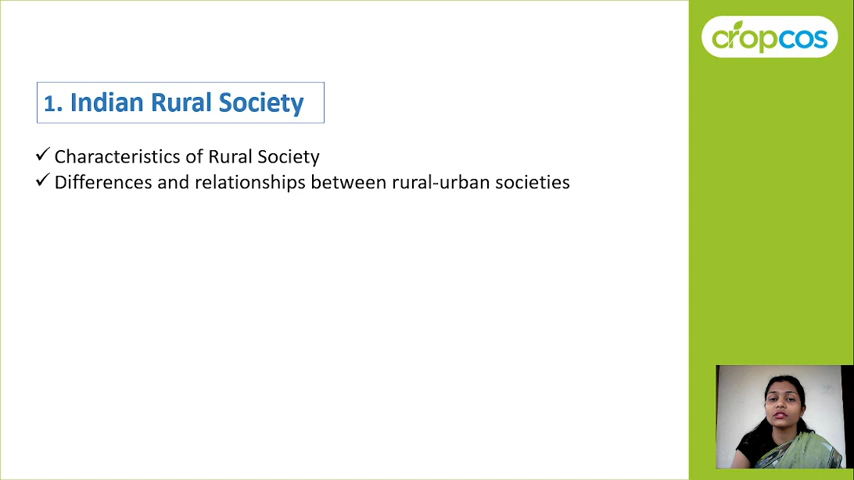 cropcos
1. Indian Rural Society
✓ Characteristics of Rural Society
✓ Differences and relationships between rural-urban societies